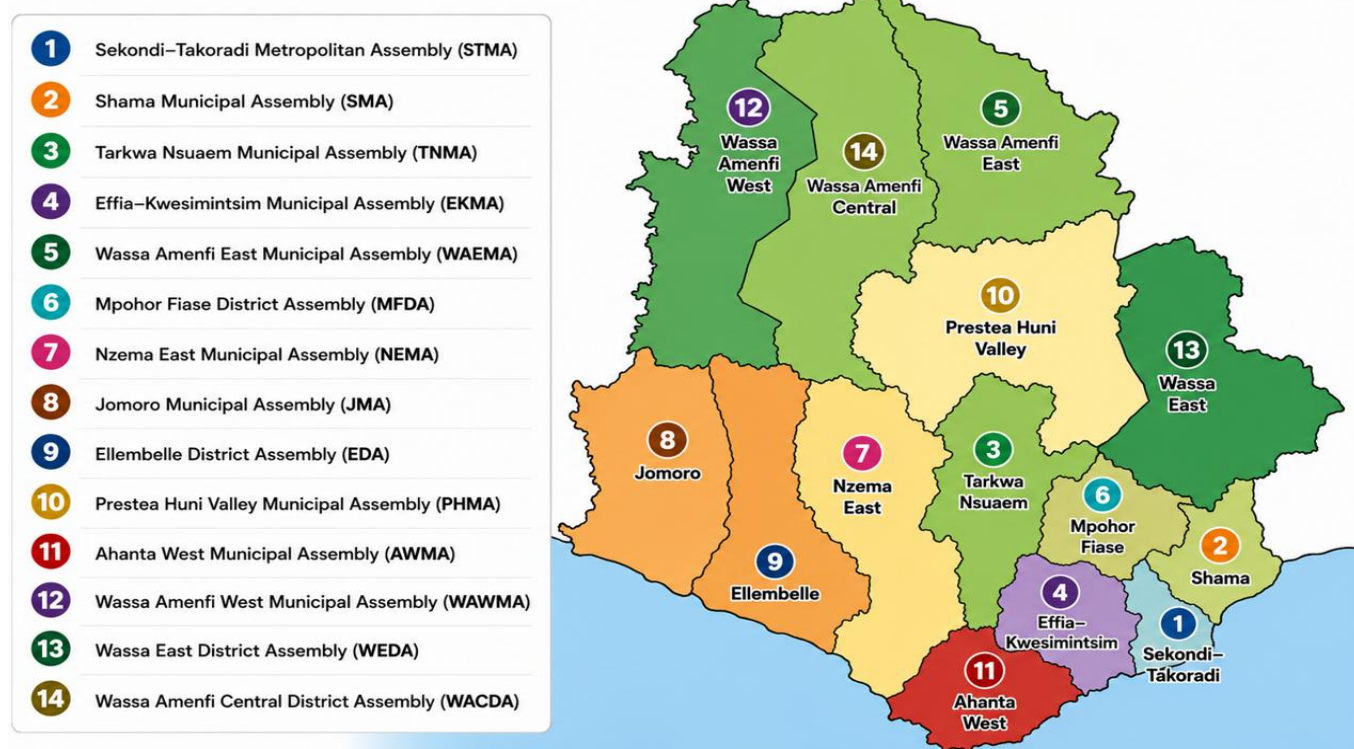 1 Sekondi–Takoradi Metropolitan Assembly (STMA)
2 Shama Municipal Assembly (SMA)
3 Tarkwa Nsuaem Municipal Assembly (TNMA)
4 Effia–Kwesimintsim Municipal Assembly (EKMA)
5 Wassa Amenfi East Municipal Assembly (WAEMA)
6 Mpohor Fiase District Assembly (MFDA)
7 Nzema East Municipal Assembly (NEMA)
8 Jomoro Municipal Assembly (JMA)
9 Ellembelle District Assembly (EDA)
10 Prestea Huni Valley Municipal Assembly (PHMA)
11 Ahanta West Municipal Assembly (AWMA)
12 Wassa Amenfi West Municipal Assembly (WAWMA)
13 Wassa East District Assembly (WEDA)
14 Wassa Amenfi Central District Assembly (WACDA)
12
Wassa
Amenfi
West
14
Wassa Amenfi
Central
5
Wassa Amenfi
East
10
Prestea Huni
Valley
13
Wassa
East
8
Jomoro
7
Nzema
East
3
Tarkwa
Nsuaem
6
Mpohor
Fiase
2
Shama
9
Ellembelle
4
Effia–
Kwesimintsim
1
Sekondi–
Tákoradi
11
Ahanta
West